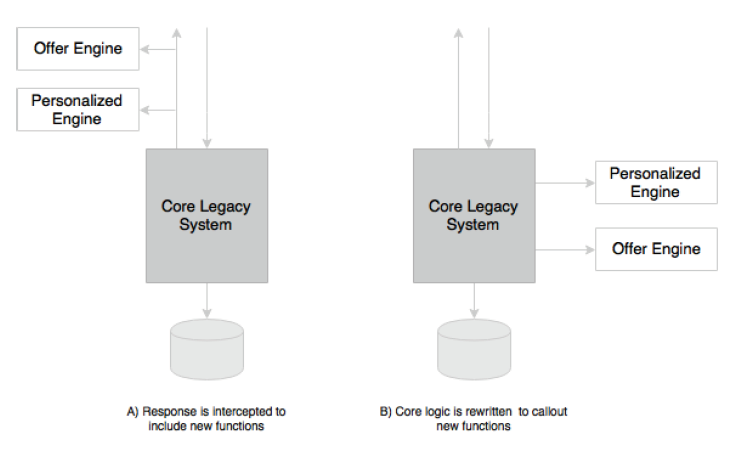 Offer Engine
Personalized
Engine
Core Legacy
System
A) Response is intercepted to
include new functions
Core Legacy
System
Personalized
Engine
Offer Engine
B) Core logic is rewritten to callout
new functions